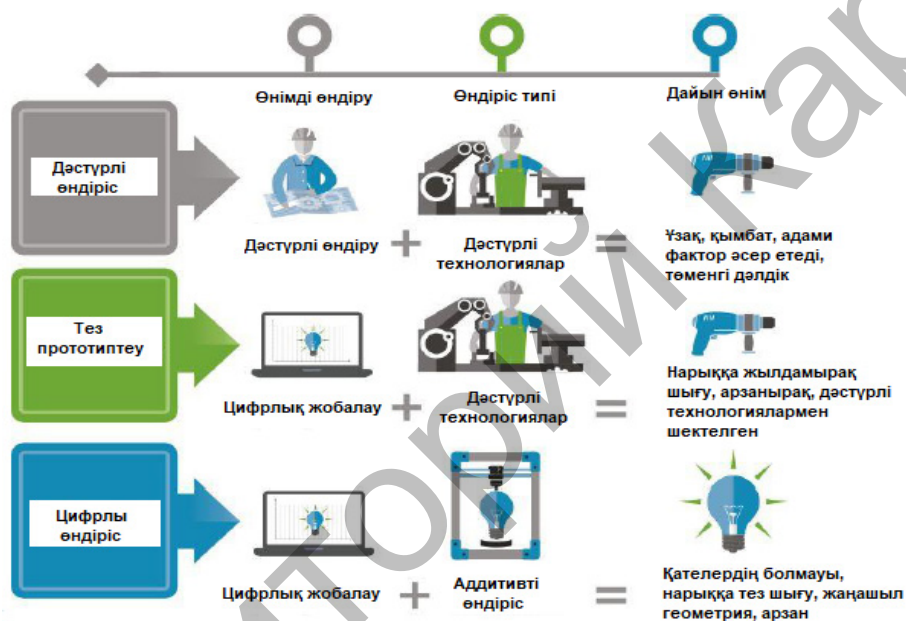 Өнімді өндіру
Өндіріс типі
Дайын өнім
Дәстүрлі
өндіріс
Дәстүрлі өндіру
+
Дәстүрлі
технологиялар
=
Ұзақ, қымбат, адами
фактор әсер етеді,
төменгі дәлдік
Тез
прототиптеу
Цифрлық жобалау
+
Дәстүрлі
технологиялар
=
Нарыққа жылдамырақ
шығу, арзанырақ, дәстүрлі
технологиялармен
шектелген
Цифрлы
өндіріс
Цифрлық жобалау
+
Аддитивті
өндіріс
=
Қателердің болмауы,
нарыққа тез шығу, жаңашыл
геометрия, арзан
иторий Кар